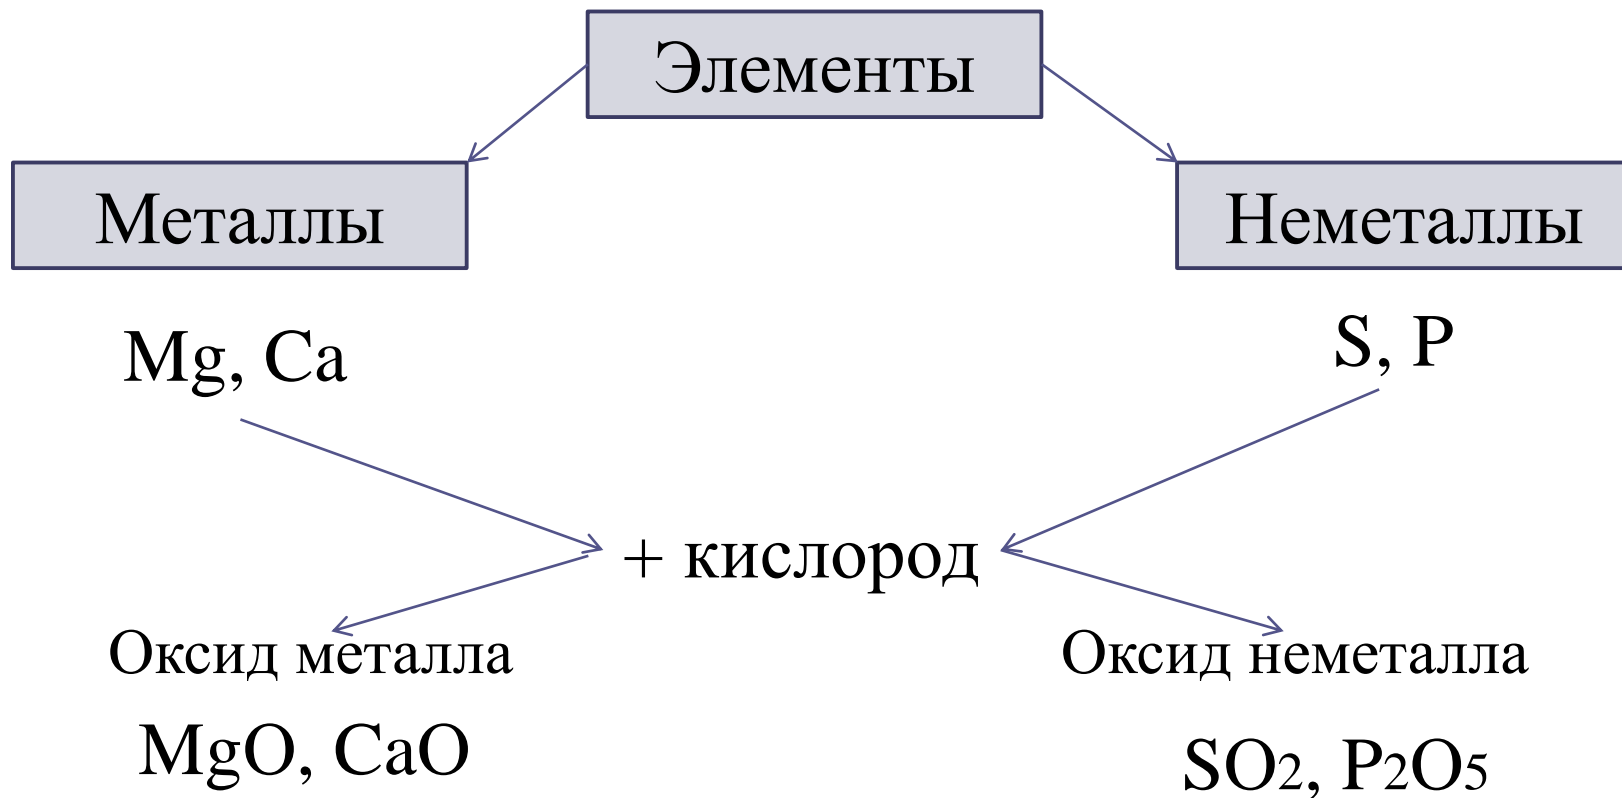 Элементы
Металлы
Неметаллы
Mg, Ca
S, P
+ кислород
Оксид металла
Оксид неметалла
MgO, CaO
SO2, P2O5